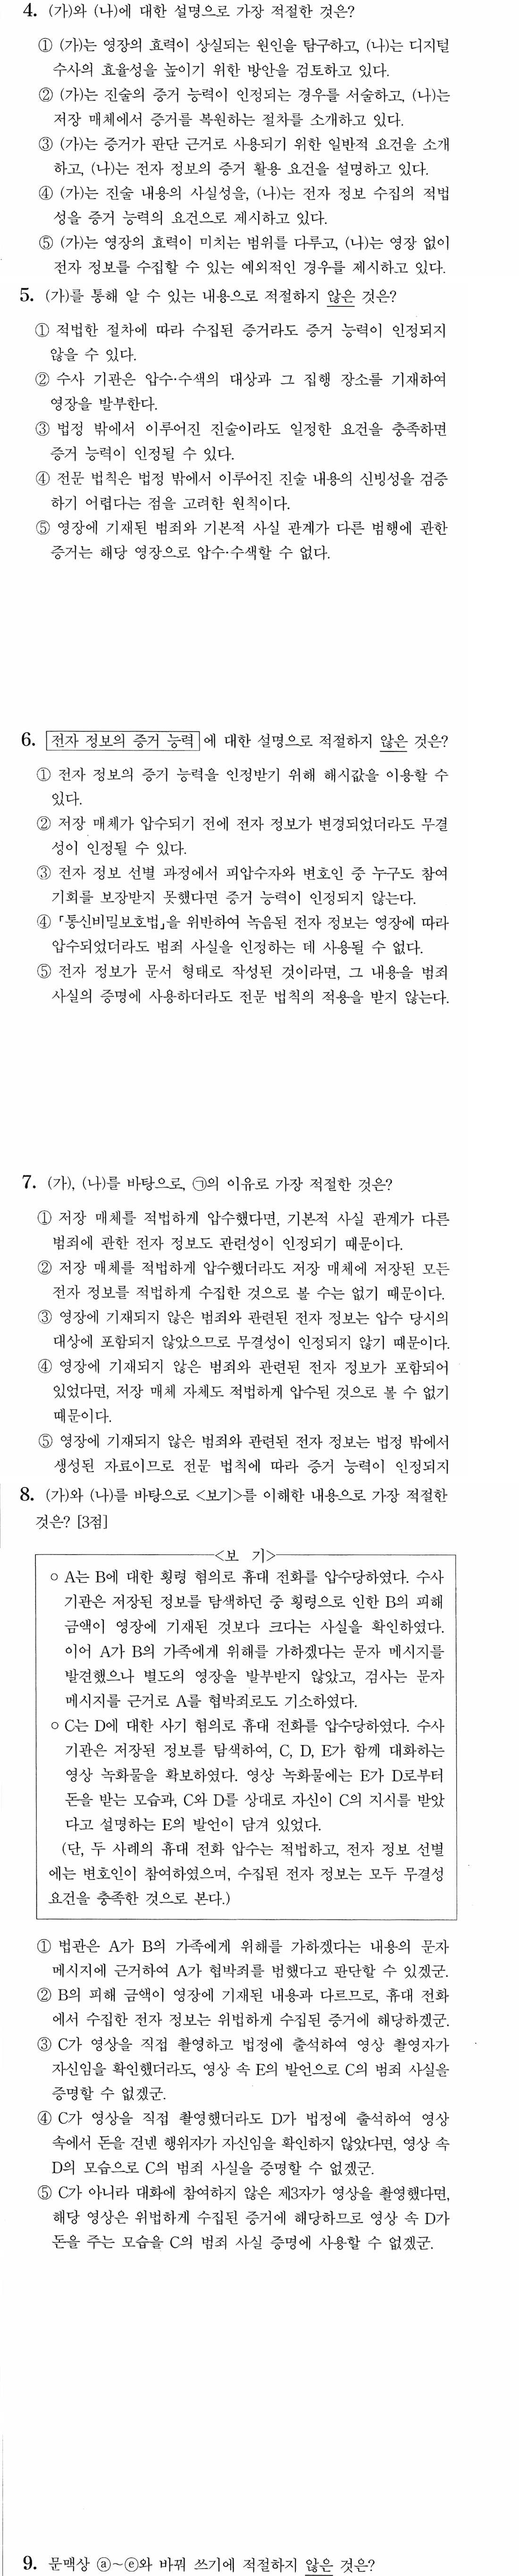 4. (가)와 (나)에 대한 설명으로 가장 적절한 것은?
① (가)는 영장의 효력이 상실되는 원인을 탐구하고, (나)는 디지털
수사의 효율성을 높이기 위한 방안을 검토하고 있다.
② (가)는 진술의 증거 능력이 인정되는 경우를 서술하고, (나)는
저장 매체에서 증거를 복원하는 절차를 소개하고 있다.
③ (가)는 증거가 판단 근거로 사용되기 위한 일반적 요건을 소개
하고, (나)는 전자 정보의 증거 활용 요건을 설명하고 있다.
④ (가)는 진술 내용의 사실성을, (나)는 전자 정보 수집의 적법
성을 증거 능력의 요건으로 제시하고 있다.
⑤ (가)는 영장의 효력이 미치는 범위를 다루고, (나)는 영장 없이
전자 정보를 수집할 수 있는 예외적인 경우를 제시하고 있다.
5. (가)를 통해 알 수 있는 내용으로 적절하지 않은 것은?
① 적법한 절차에 따라 수집된 증거라도 증거 능력이 인정되지
않을 수 있다.
② 수사 기관은 압수·수색의 대상과 그 집행 장소를 기재하여
영장을 발부한다.
③ 법정 밖에서 이루어진 진술이라도 일정한 요건을 충족하면
증거 능력이 인정될 수 있다.
④ 전문 법칙은 법정 밖에서 이루어진 진술 내용의 신빙성을 검증
하기 어렵다는 점을 고려한 원칙이다.
⑤ 영장에 기재된 범죄와 기본적 사실 관계가 다른 범행에 관한
증거는 해당 영장으로 압수·수색할 수 없다.
6. 전자 정보의 증거 능력에 대한 설명으로 적절하지 않은 것은?
① 전자 정보의 증거 능력을 인정받기 위해 해시값을 이용할 수
있다.
② 저장 매체가 압수되기 전에 전자 정보가 변경되었더라도 무결
성이 인정될 수 있다.
③ 전자 정보 선별 과정에서 피압수자와 변호인 중 누구도 참여
기회를 보장받지 못했다면 증거 능력이 인정되지 않는다.
④ 「통신비밀보호법」을 위반하여 녹음된 전자 정보는 영장에 따라
압수되었더라도 범죄 사실을 인정하는 데 사용될 수 없다.
⑤ 전자 정보가 문서 형태로 작성된 것이라면, 그 내용을 범죄
사실의 증명에 사용하더라도 전문 법칙의 적용을 받지 않는다.
7. (가), (나)를 바탕으로, ㉠의 이유로 가장 적절한 것은?
① 저장 매체를 적법하게 압수했다면, 기본적 사실 관계가 다른
범죄에 관한 전자 정보도 관련성이 인정되기 때문이다.
② 저장 매체를 적법하게 압수했더라도 저장 매체에 저장된 모든
전자 정보를 적법하게 수집한 것으로 볼 수는 없기 때문이다.
③ 영장에 기재되지 않은 범죄와 관련된 전자 정보는 압수 당시의
대상에 포함되지 않았으므로 무결성이 인정되지 않기 때문이다.
④ 영장에 기재되지 않은 범죄와 관련된 전자 정보가 포함되어
있었다면, 저장 매체 자체도 적법하게 압수된 것으로 볼 수 없기
때문이다.
⑤ 영장에 기재되지 않은 범죄와 관련된 전자 정보는 법정 밖에서
생성된 자료이므로 전문 법칙에 따라 증거 능력이 인정되지
8. (가)와 (나)를 바탕으로 <보기>를 이해한 내용으로 가장 적절한
것은? [3점]
<보 기>
○ A는 B에 대한 횡령 혐의로 휴대 전화를 압수당하였다. 수사
기관은 저장된 정보를 탐색하던 중 횡령으로 인한 B의 피해
금액이 영장에 기재된 것보다 크다는 사실을 확인하였다.
이어 A가 B의 가족에게 위해를 가하겠다는 문자 메시지를
발견했으나 별도의 영장을 발부받지 않았고, 검사는 문자
메시지를 근거로 A를 협박죄로도 기소하였다.
○ C는 D에 대한 사기 혐의로 휴대 전화를 압수당하였다. 수사
기관은 저장된 정보를 탐색하여, C, D, E가 함께 대화하는
영상 녹화물을 확보하였다. 영상 녹화물에는 E가 D로부터
돈을 받는 모습과, C와 D를 상대로 자신이 C의 지시를 받았
다고 설명하는 E의 발언이 담겨 있었다.
(단, 두 사례의 휴대 전화 압수는 적법하고, 전자 정보 선별
에는 변호인이 참여하였으며, 수집된 전자 정보는 모두 무결성
요건을 충족한 것으로 본다.)
① 법관은 A가 B의 가족에게 위해를 가하겠다는 내용의 문자
메시지에 근거하여 A가 협박죄를 범했다고 판단할 수 있겠군.
② B의 피해 금액이 영장에 기재된 내용과 다르므로, 휴대 전화
에서 수집한 전자 정보는 위법하게 수집된 증거에 해당하겠군.
③ C가 영상을 직접 촬영하고 법정에 출석하여 영상 촬영자가
자신임을 확인했더라도, 영상 속 E의 발언으로 C의 범죄 사실을
증명할 수 없겠군.
④ C가 영상을 직접 촬영했더라도 D가 법정에 출석하여 영상
속에서 돈을 건넨 행위자가 자신임을 확인하지 않았다면, 영상 속
D의 모습으로 C의 범죄 사실을 증명할 수 없겠군.
⑤ C가 아니라 대화에 참여하지 않은 제3자가 영상을 촬영했다면,
해당 영상은 위법하게 수집된 증거에 해당하므로 영상 속 D가
돈을 주는 모습을 C의 범죄 사실 증명에 사용할 수 없겠군.
9. 문맥상 ⓐ~ⓔ와 바꿔 쓰기에 적절하지 않은 것은?